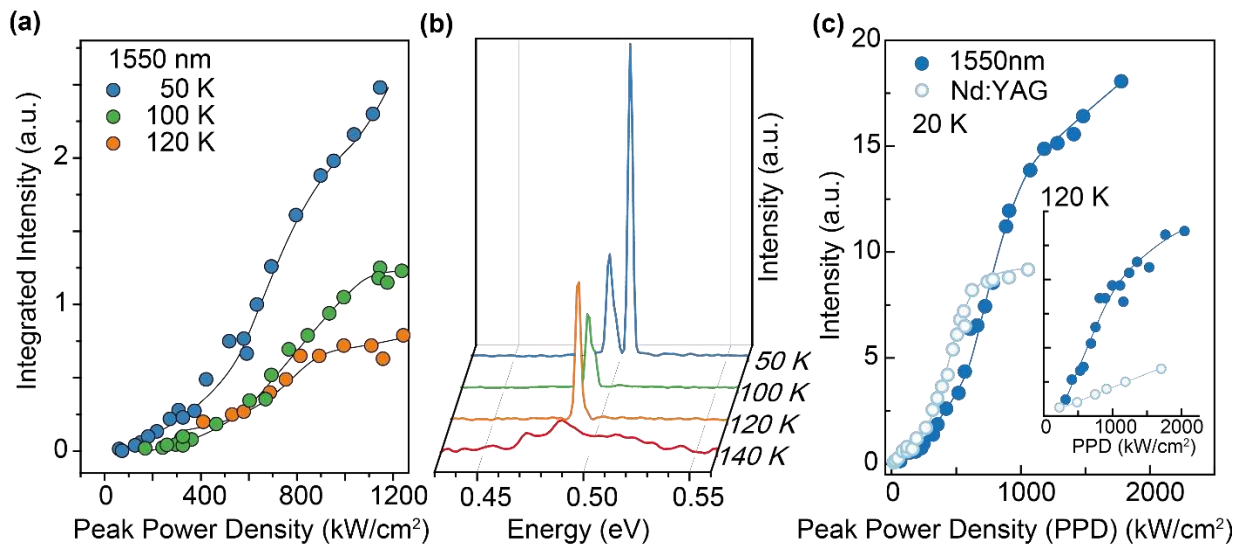 (a)
1550 nm
50 K
100 K
120 K
Integrated Intensity (a.u.)
2
1
0
0
400
800
1200
Peak Power Density (kW/cm²)
(b)
Intensity (a.u.)
50 K
100 K
120 K
140 K
0.45
0.50
0.55
Energy (eV)
(c)
1550nm
Nd:YAG
20 K
Intensity (a.u.)
20
15
10
5
0
0
1000
2000
Peak Power Density (PPD) (kW/cm²)
120 K
0
1000
2000
PPD (kW/cm²)